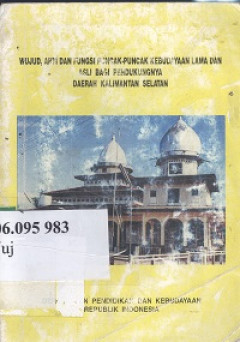 WUJUD, ARTI DAN FUNGSI PUNCAK-PUNCAK KEBUDAYAAN LAMA DAN
ASLI BAGI PENDUKUNGNYA
DAERAH KALIMANTAN SELATAN
06.095 983
uj
PENDIDIKAN DAN KEBUDAYAAN
REPUBLIK INDONESIA